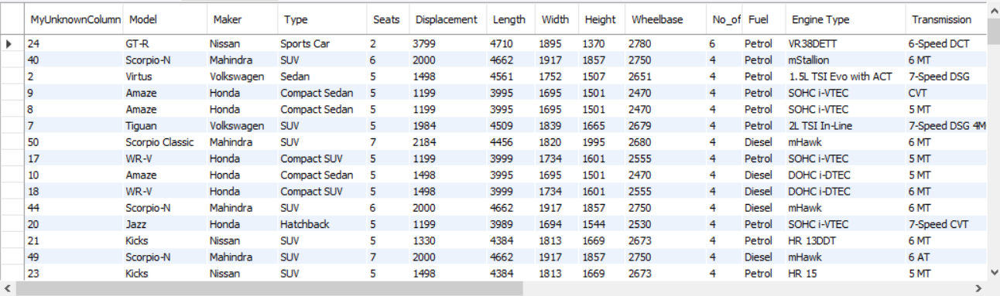 MyUnknownColumn Model Maker Type Seats Displacement Length Width Height Wheelbase No_of Fuel Engine Type Transmission
24 GT-R Nissan Sports Car 2 3799 4710 1895 1370 2780 6 Petrol VR38DETT 6-Speed DCT
40 Scorpio-N Mahindra SUV 6 2000 4662 1917 1857 2750 4 Petrol mStallion 6 MT
2 Virtus Volkswagen Sedan 5 1498 4561 1752 1507 2651 4 Petrol 1.5L TSI Evo with ACT 7-Speed DSG
9 Amaze Honda Compact Sedan 5 1199 3995 1695 1501 2470 4 Petrol SOHC i-VTEC CVT
8 Amaze Honda Compact Sedan 5 1199 3995 1695 1501 2470 4 Petrol SOHC i-VTEC 5 MT
7 Tiguan Volkswagen SUV 5 1984 4509 1839 1665 2679 4 Petrol 2L TSI In-Line 7-Speed DSG 4M
50 Scorpio Classic Mahindra SUV 7 2184 4456 1820 1995 2680 4 Diesel mHawk 6 MT
17 WR-V Honda Compact SUV 5 1199 3999 1734 1601 2555 4 Petrol SOHC i-VTEC 5 MT
10 Amaze Honda Compact Sedan 5 1498 3995 1695 1501 2470 4 Diesel DOHC i-DTEC 5 MT
18 WR-V Honda Compact SUV 5 1498 3999 1734 1601 2555 4 Diesel DOHC i-DTEC 6 MT
44 Scorpio-N Mahindra SUV 6 2000 4662 1917 1857 2750 4 Diesel mHawk 6 MT
20 Jazz Honda Hatchback 5 1199 3989 1694 1544 2530 4 Petrol SOHC i-VTEC 7-Speed CVT
21 Kicks Nissan SUV 5 1330 4384 1813 1669 2673 4 Petrol HR 13DDT 6 MT
49 Scorpio-N Mahindra SUV 7 2000 4662 1917 1857 2750 4 Diesel mHawk 6 AT
23 Kicks Nissan SUV 5 1498 4384 1813 1669 2673 4 Petrol HR 15 5 MT